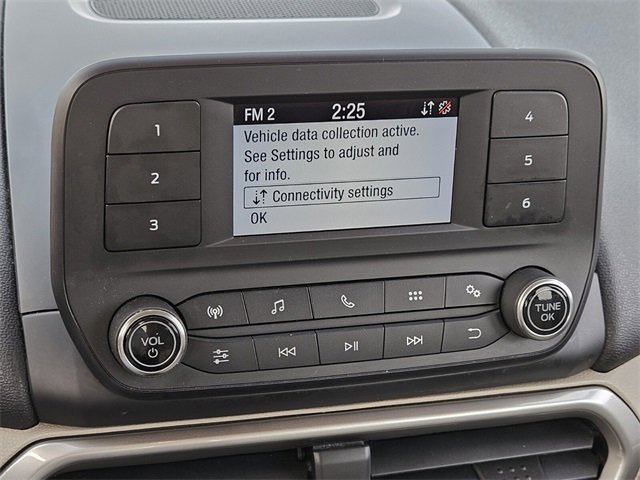 FM 2 2:25
Vehicle data collection active.
See Settings to adjust and
for info.
Connectivity settings
OK
1
2
3
4
5
6
VOL
TUNE
OK